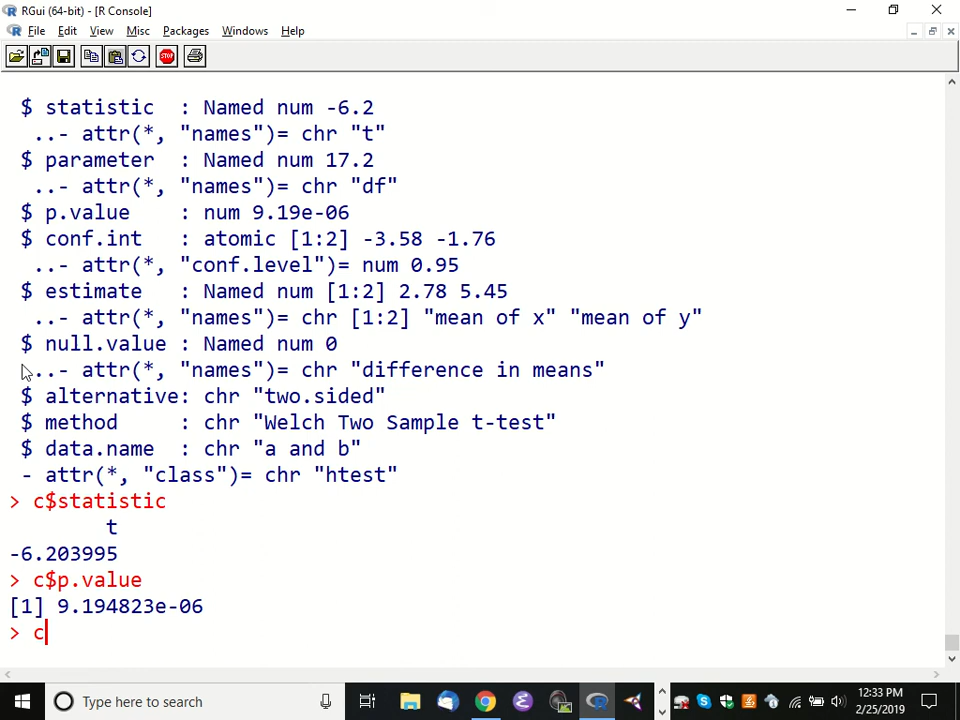 RGui (64-bit) - [R Console]
File Edit View Misc Packages Windows Help
STOP
$ statistic : Named num -6.2
..- attr(*, "names")= chr "t"
$ parameter : Named num 17.2
..- attr(*, "names")= chr "df"
$ p.value : num 9.19e-06
$ conf.int : atomic [1:2] -3.58 -1.76
..- attr(*, "conf.level")= num 0.95
$ estimate : Named num [1:2] 2.78 5.45
..- attr(*, "names")= chr [1:2] "mean of x" "mean of y"
$ null.value : Named num 0
..- attr(*, "names")= chr "difference in means"
$ alternative: chr "two.sided"
$ method : chr "Welch Two Sample t-test"
$ data.name : chr "a and b"
- attr(*, "class")= chr "htest"
> c$statistic
t
-6.203995
> c$p.value
[1] 9.194823e-06
> c
Type here to search
12:33 PM
2/25/2019